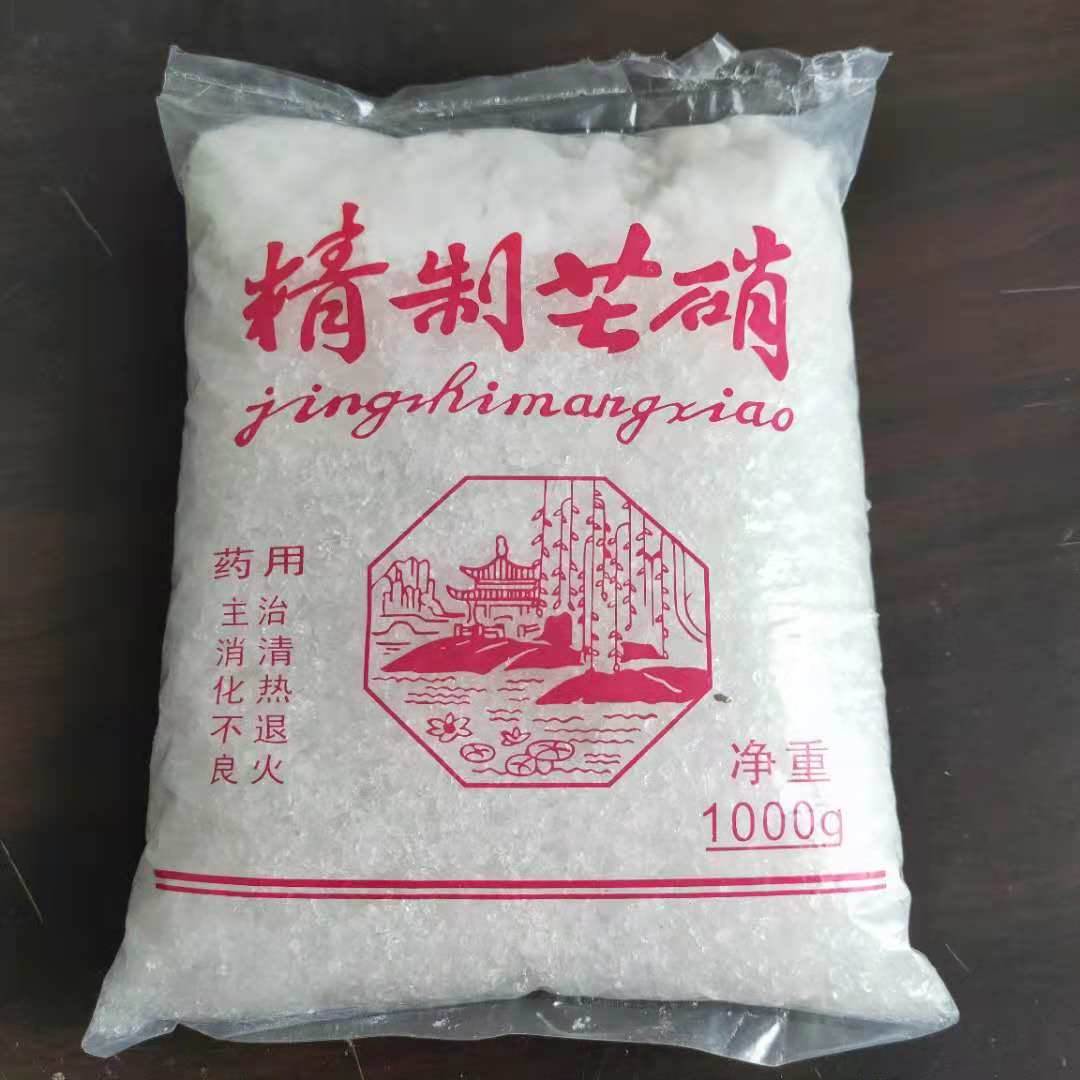 精制芒硝
jingzhimangxiao
药用
主治
消化不良
清热退火
净重
1000g